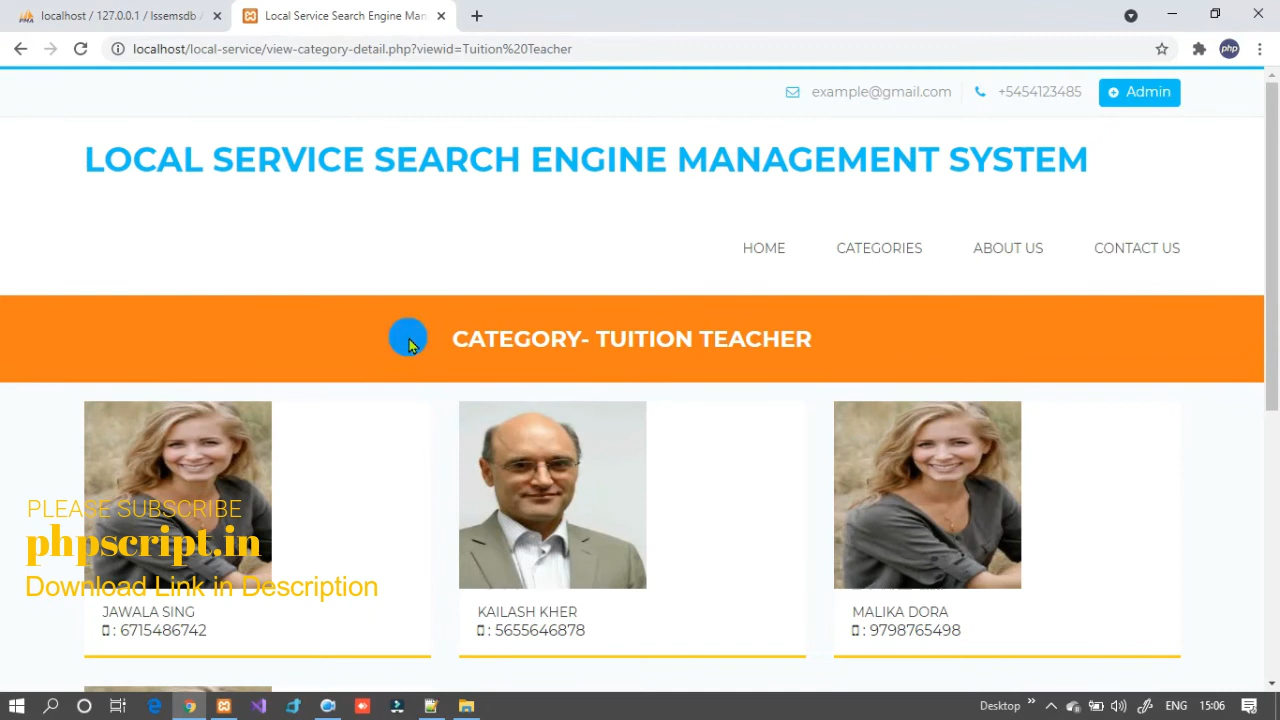 localhost / 127.0.0.1 / lssemsdb
Local Service Search Engine Man
localhost/local-service/view-category-detail.php?viewid=Tuition%20Teacher
php
example@gmail.com
+5454123485
Admin
LOCAL SERVICE SEARCH ENGINE MANAGEMENT SYSTEM
HOME CATEGORIES ABOUT US CONTACT US
CATEGORY- TUITION TEACHER
PLEASE SUBSCRIBE
phpscript.in
Download Link in Description
JAWALA SING
: 6715486742
KAILASH KHER
: 5655646878
MALIKA DORA
: 9798765498
Desktop
ENG
15:06